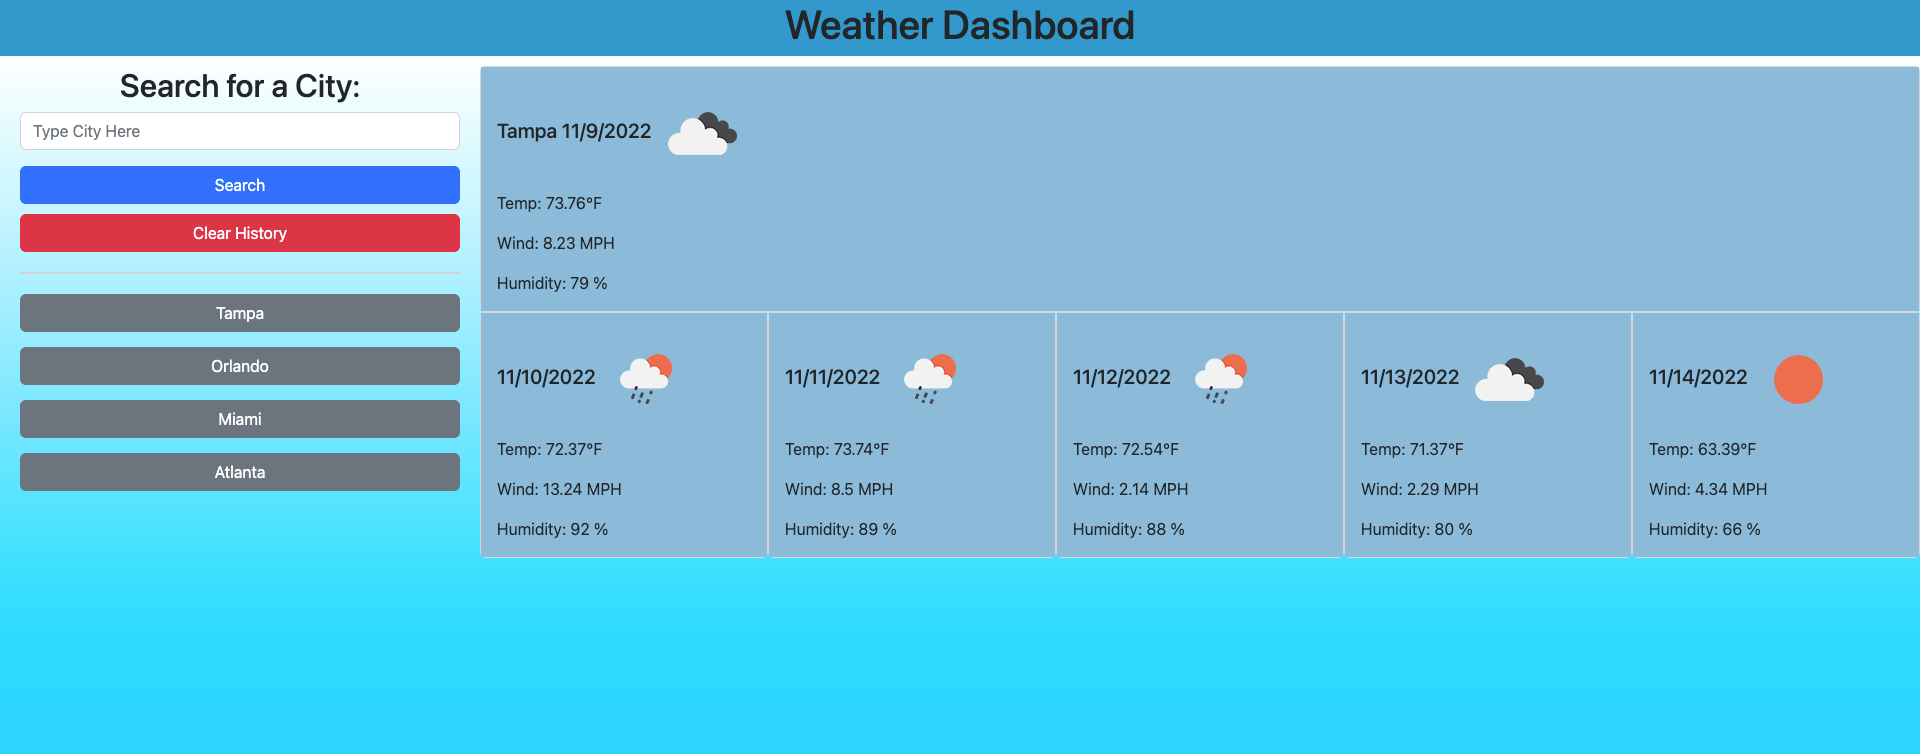 Weather Dashboard
Search for a City:
Type City Here
Search
Clear History
Tampa
Orlando
Miami
Atlanta
Tampa 11/9/2022
Temp: 73.76°F
Wind: 8.23 MPH
Humidity: 79 %
11/10/2022
Temp: 72.37°F
Wind: 13.24 MPH
Humidity: 92 %
11/11/2022
Temp: 73.74°F
Wind: 8.5 MPH
Humidity: 89 %
11/12/2022
Temp: 72.54°F
Wind: 2.14 MPH
Humidity: 88 %
11/13/2022
Temp: 71.37°F
Wind: 2.29 MPH
Humidity: 80 %
11/14/2022
Temp: 63.39°F
Wind: 4.34 MPH
Humidity: 66 %